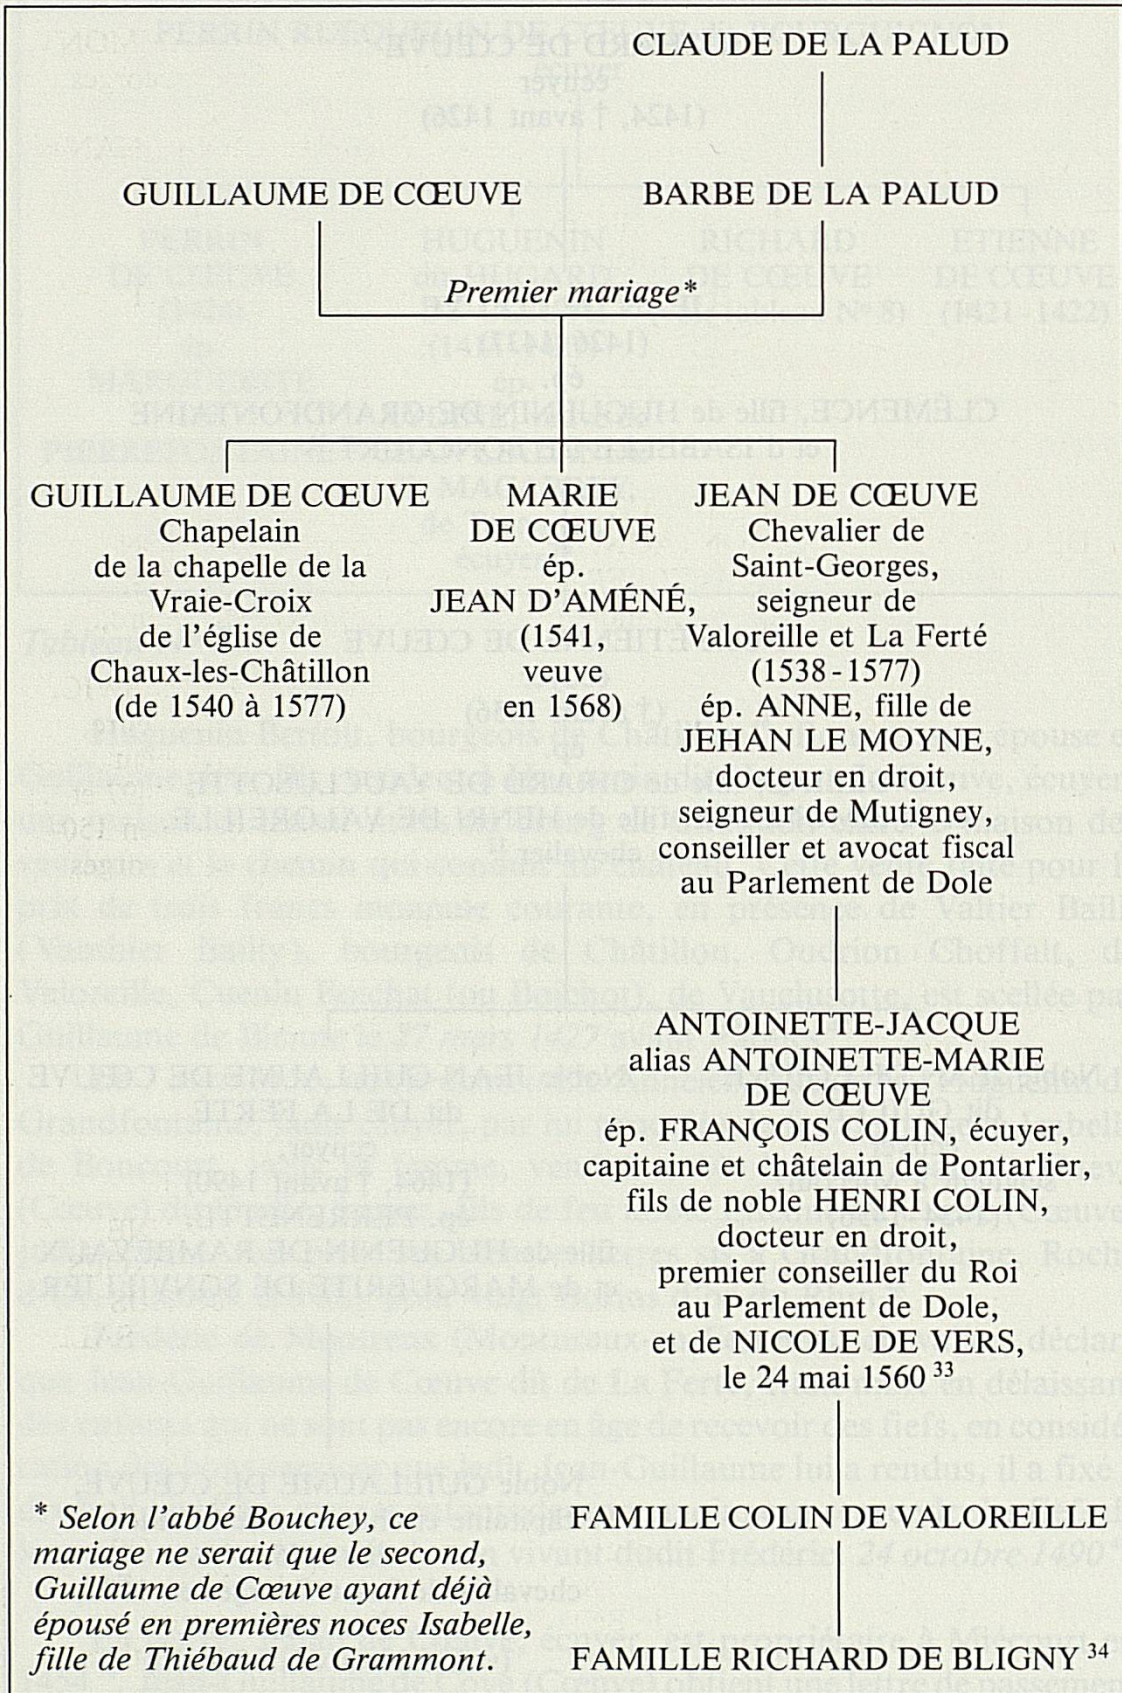 CLAUDE DE LA PALUD
GUILLAUME DE CŒUVE
BARBE DE LA PALUD
Premier mariage*
GUILLAUME DE CŒUVE
Chapelain
de la chapelle de la
Vraie-Croix
de l'église de
Chaux-les-Châtillon
(de 1540 à 1577)
MARIE
DE CŒUVE
ép.
JEAN D'AMÉNÉ,
(1541,
veuve
en 1568)
JEAN DE CŒUVE
Chevalier de
Saint-Georges,
seigneur de
Valoreille et La Ferté
(1538-1577)
ép. ANNE, fille de
JEHAN LE MOYNE,
docteur en droit,
seigneur de Mutigney,
conseiller et avocat fiscal
au Parlement de Dole
ANTOINETTE-JACQUE
alias ANTOINETTE-MARIE
DE CŒUVE
ép. FRANÇOIS COLIN, écuyer,
capitaine et châtelain de Pontarlier,
fils de noble HENRI COLIN,
docteur en droit,
premier conseiller du Roi
au Parlement de Dole,
et de NICOLE DE VERS,
le 24 mai 1560 33
FAMILLE COLIN DE VALOREILLE
FAMILLE RICHARD DE BLIGNY 34
* Selon l'abbé Bouchey, ce
mariage ne serait que le second,
Guillaume de Cœuve ayant déjà
épousé en premières noces Isabelle,
fille de Thiébaud de Grammont.